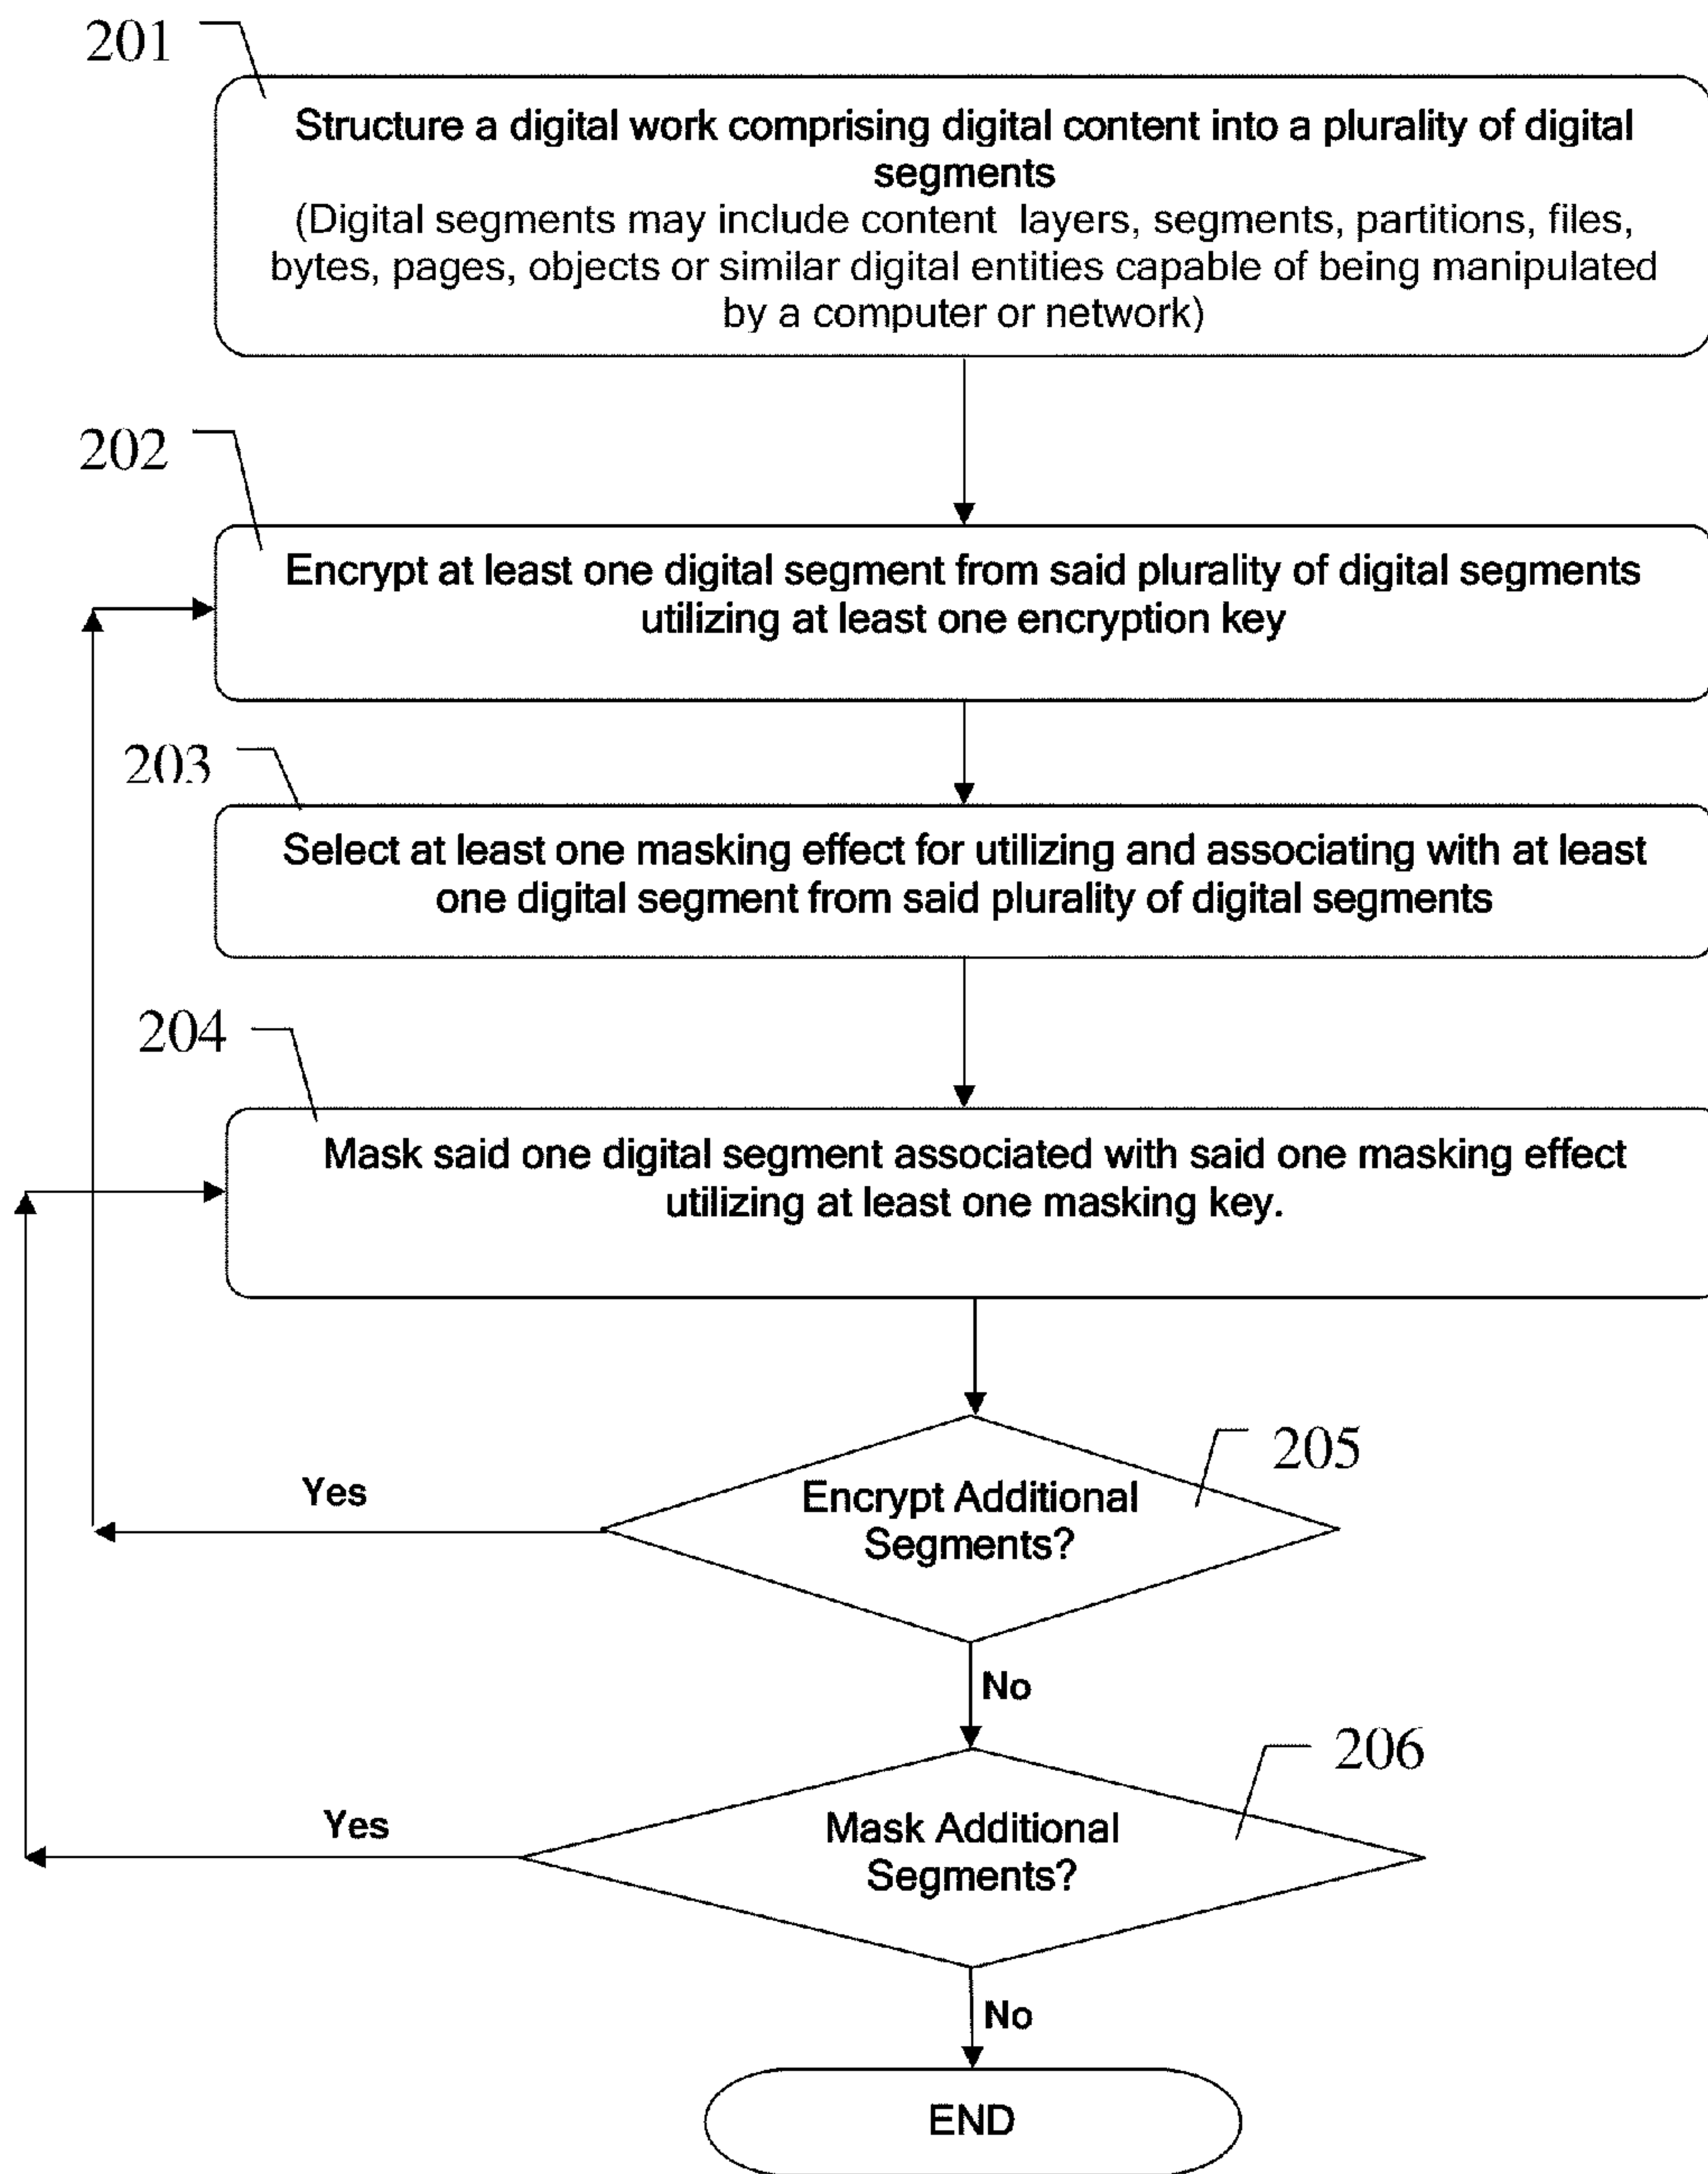 201
Structure a digital work comprising digital content into a plurality of digital
segments
(Digital segments may include content layers, segments, partitions, files,
bytes, pages, objects or similar digital entities capable of being manipulated
by a computer or network)
202
Encrypt at least one digital segment from said plurality of digital segments
utilizing at least one encryption key
203
Select at least one masking effect for utilizing and associating with at least
one digital segment from said plurality of digital segments
204
Mask said one digital segment associated with said one masking effect
utilizing at least one masking key.
205
Yes
Encrypt Additional
Segments?
No
206
Yes
Mask Additional
Segments?
No
END